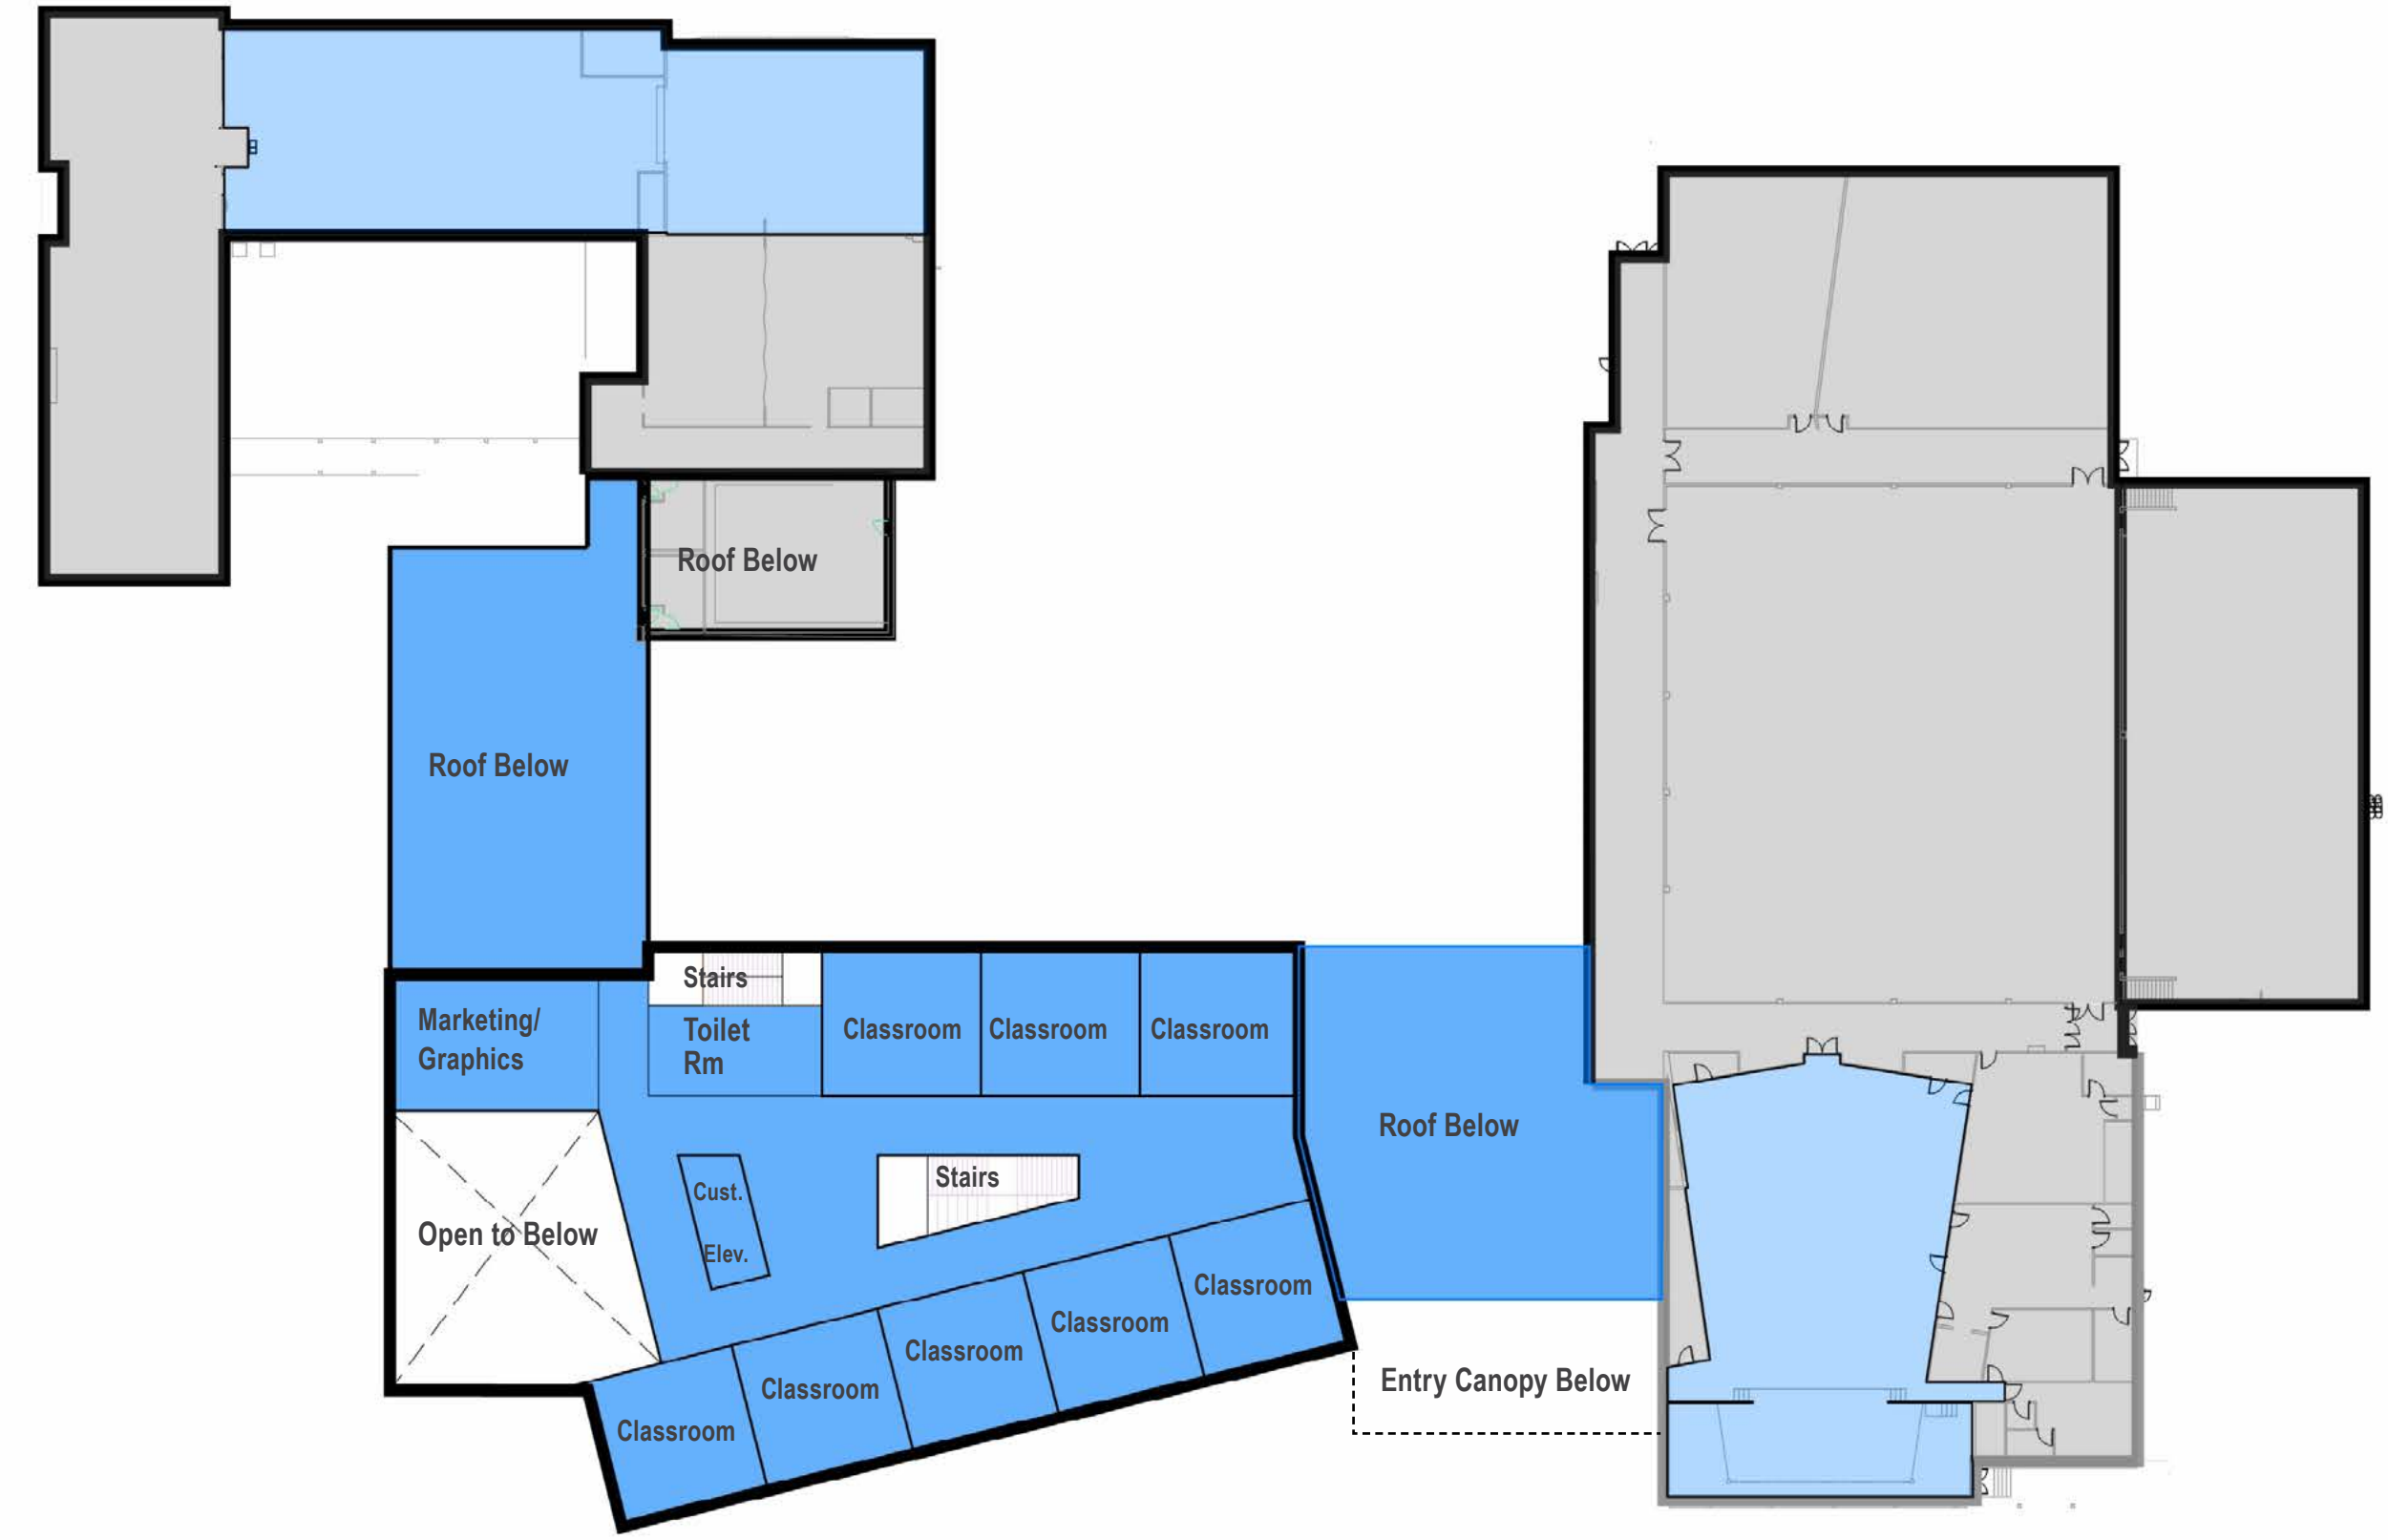 Roof Below
Roof Below
Stairs
Marketing/
Graphics
Toilet
Rm
Classroom
Classroom
Classroom
Roof Below
Stairs
Cust.
Elev.
Open to Below
Classroom
Classroom
Classroom
Classroom
Classroom
Entry Canopy Below